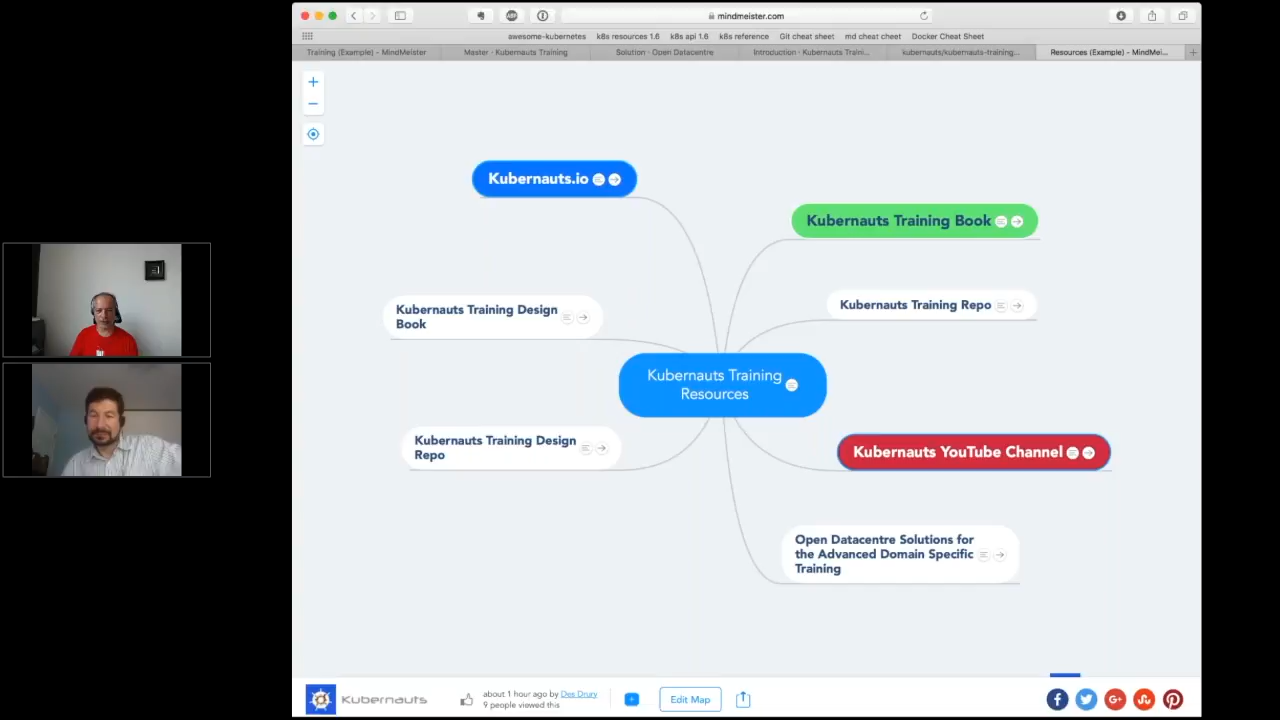 mindmeister.com
ABP
awesome-kubernetes
k8s resources 1.6
k8s api 1.6
k8s reference
Git cheat sheet
md cheat cheet
Docker Cheat Sheet
Training (Example) - MindMeister
Master · Kubernauts Training
Solution · Open Datacentre
Introduction · Kubernauts Traini...
kubernauts/kubernauts-training...
Resources (Example) - MindMei...
Kubernauts.io
Kubernauts Training Book
Kubernauts Training Design
Book
Kubernauts Training Repo
Kubernauts Training
Resources
Kubernauts Training Design
Repo
Kubernauts YouTube Channel
Open Datacentre Solutions for
the Advanced Domain Specific
Training
Kubernauts
about 1 hour ago by Des Drury
9 people viewed this
Edit Map